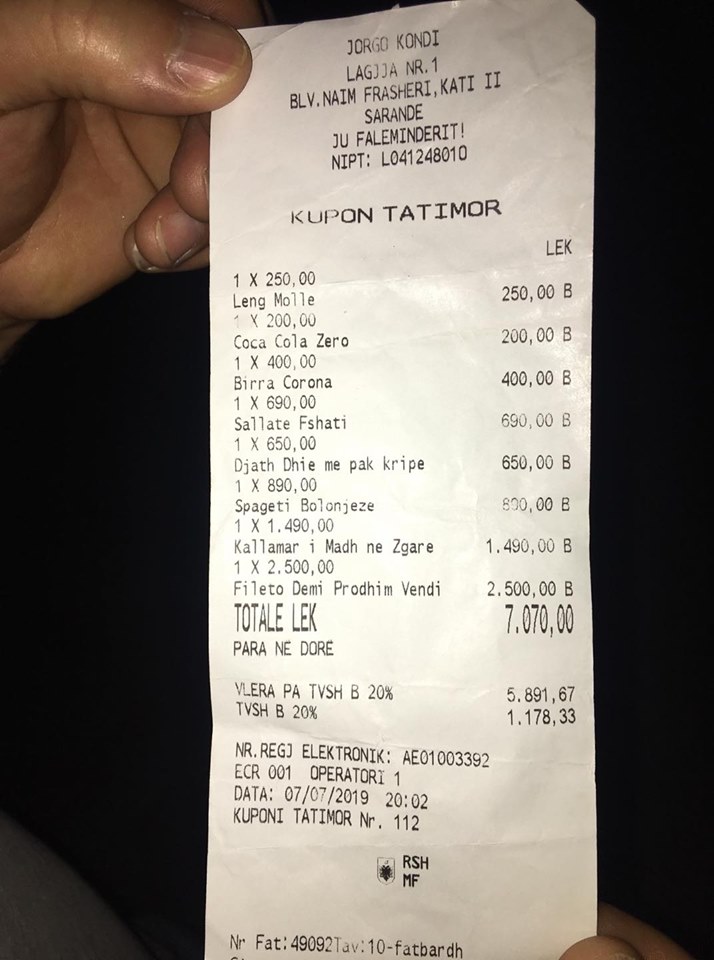 JORGO KONDI
LAGJJA NR.1
BLV.NAIM FRASHERI,KATI II
SARANDE
JU FALEMINDERIT!
NIPT: L04124801O
KUPON TATIMOR
LEK
1 X 250,00
Leng Molle 250,00 B
1 X 200,00
Coca Cola Zero 200,00 B
1 X 400,00
Birra Corona 400,00 B
1 X 690,00
Sallate Fshati 690,00 B
1 X 650,00
Djath Dhie me pak kripe 650,00 B
1 X 890,00
Spageti Bolonjeze 890,00 B
1 X 1.490,00
Kallamar i Madh ne Zgare 1.490,00 B
1 X 2.500,00
Fileto Demi Prodhim Vendi 2.500,00 B
TOTALE LEK 7.070,00
PARA NË DORË
VLERA PA TVSH B 20% 5.891,67
TVSH B 20% 1.178,33
NR.REGJ ELEKTRONIK: AE01003392
ECR 001 OPERATORI 1
DATA: 07/07/2019 20:02
KUPONI TATIMOR Nr. 112
RSH
MF
Nr Fat:49092Tav:10-fatbardh